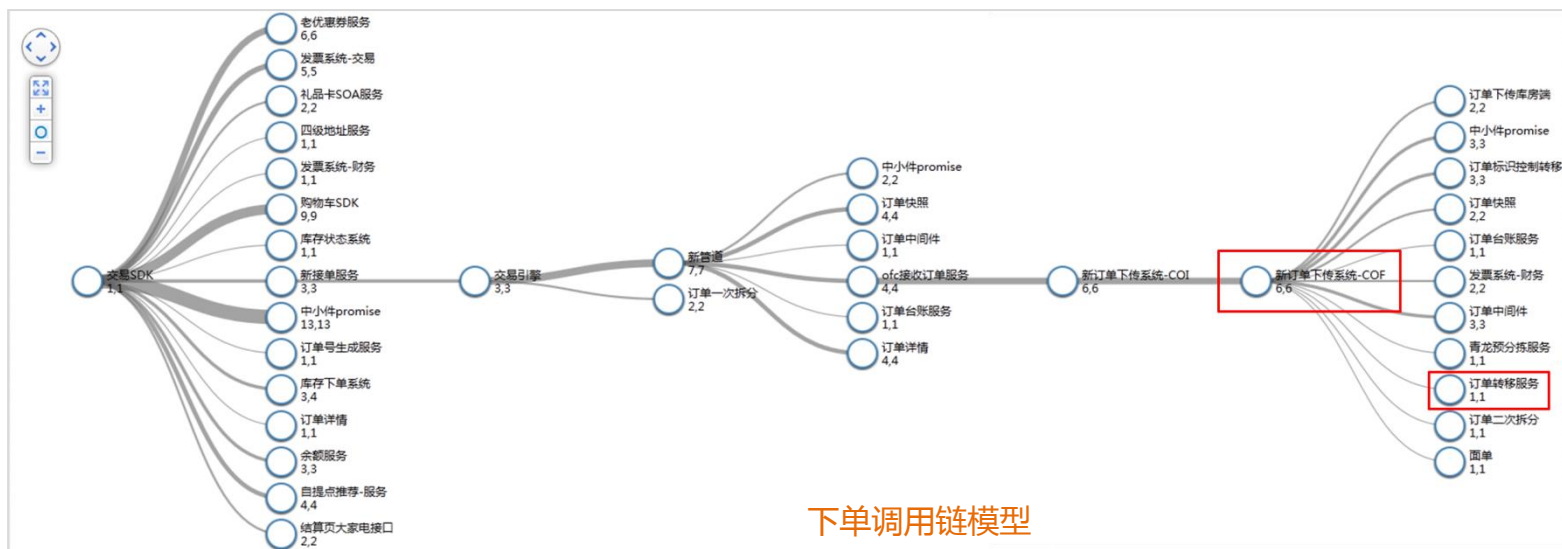 老优惠券服务
6,6
发票系统-交易
5,5
礼品卡SOA服务
2,2
四级地址服务
1,1
发票系统-财务
1,1
购物车SDK
9,9
库存状态系统
1,1
交易SDK
1,1
新接单服务
3,3
中小件promise
13,13
订单号生成服务
1,1
库存下单系统
3,4
订单详情
1,1
余额服务
3,3
自提点推荐-服务
4,4
结算页大家电接口
2,2
交易引擎
3,3
新管道
7,7
订单一次拆分
2,2
中小件promise
2,2
订单快照
4,4
订单中间件
1,1
ofc接收订单服务
4,4
订单台账服务
1,1
订单详情
4,4
新订单下传系统-COI
6,6
新订单下传系统-COF
6,6
订单下传库房端
2,2
中小件promise
3,3
订单标识控制转移
3,3
订单快照
2,2
订单台账服务
1,1
发票系统-财务
2,2
订单中间件
3,3
青龙预分拣服务
1,1
订单转移服务
1,1
订单二次拆分
1,1
面单
1,1
下单调用链模型